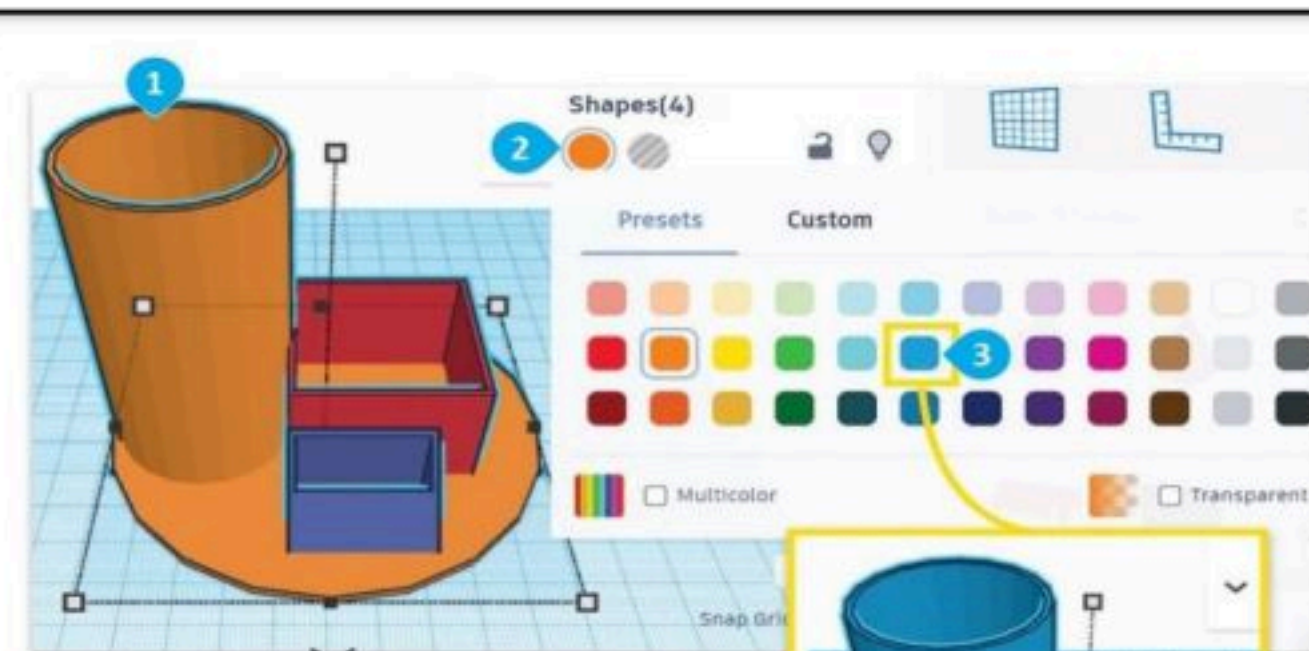 1
Shapes(4)
2
Presets Custom
3
Multicolor
Transparent
Snap Gri